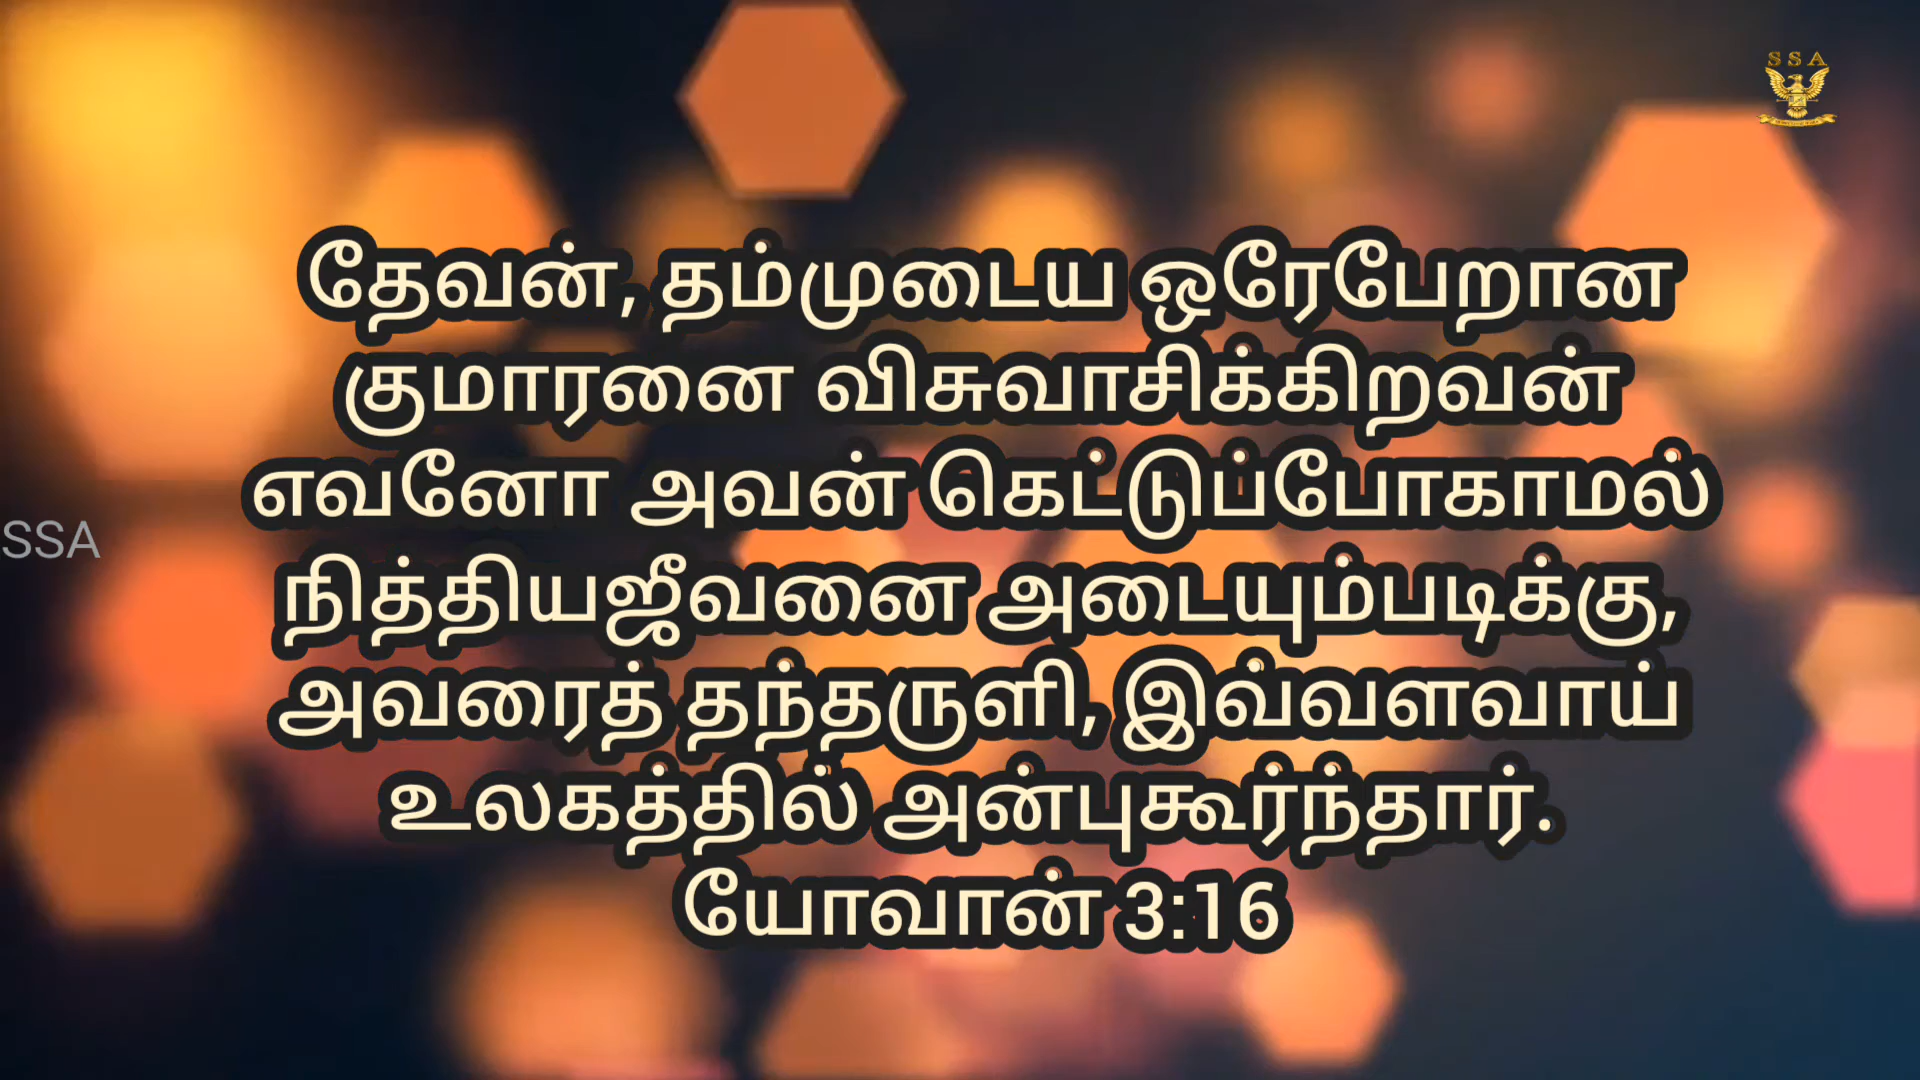 SSA
தேவன், தம்முடைய ஒரேபேறான
குமாரனை விசுவாசிக்கிறவன்
எவனோ அவன் கெட்டுப்போகாமல்
SSA
நித்தியஜீவனை அடையும்படிக்கு,
அவரைத் தந்தருளி, இவ்வளவாய்
உலகத்தில் அன்புகூர்ந்தார்.
யோவான் 3:16